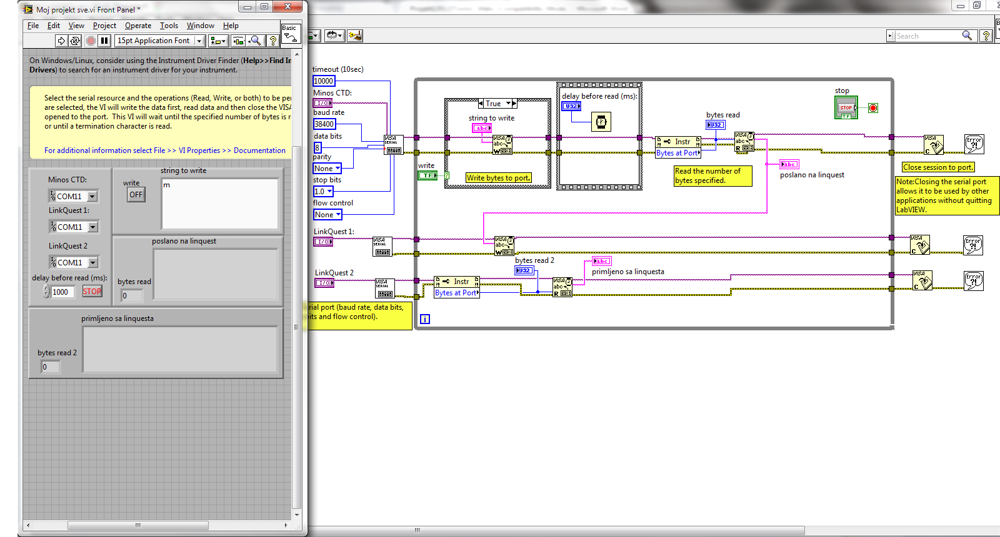 Moj projekt sve.vi Front Panel *
File Edit View Project Operate Tools Window Help
Basic
15pt Application Font
?
On Windows/Linux, consider using the Instrument Driver Finder (Help>>Find In
Drivers) to search for an instrument driver for your instrument.
Select the serial resource and the operations (Read, Write, or both) to be pe
are selected, the VI will write the data first, read data and then close the VISA
opened to the port. This VI will wait until the specified number of bytes is r
or until a termination character is read.
For additional information select File >> VI Properties >> Documentation
Minos CTD:
COM11
LinkQuest 1:
COM11
LinkQuest 2
COM11
delay before read (ms):
1000
STOP
write
OFF
string to write
m
poslano na linquest
bytes read
0
primljeno sa linquesta
bytes read 2
0
Search
?
timeout (10sec)
10000
Minos CTD:
I/O
baud rate
38400
data bits
8
parity
None
stop bits
1.0
flow control
None
VISA
SERIAL
True
string to write
abc
VISA
abc
W
write
TF
?
Write bytes to port.
delay before read (ms):
U32
Instr
Bytes at Port
Read the number of
bytes specified.
bytes read
U32
VISA
abc
R
abc
poslano na linquest
stop
STOP
TF
VISA
C
Error
?!
Close session to port.
Note:Closing the serial port
allows it to be used by other
applications without quitting
LabVIEW.
LinkQuest 1:
I/O
VISA
SERIAL
VISA
abc
W
VISA
C
Error
?!
LinkQuest 2
I/O
VISA
SERIAL
Instr
Bytes at Port
bytes read 2
U32
VISA
abc
R
abc
primljeno sa linquesta
VISA
C
Error
?!
rial port (baud rate, data bits,
its and flow control).
i